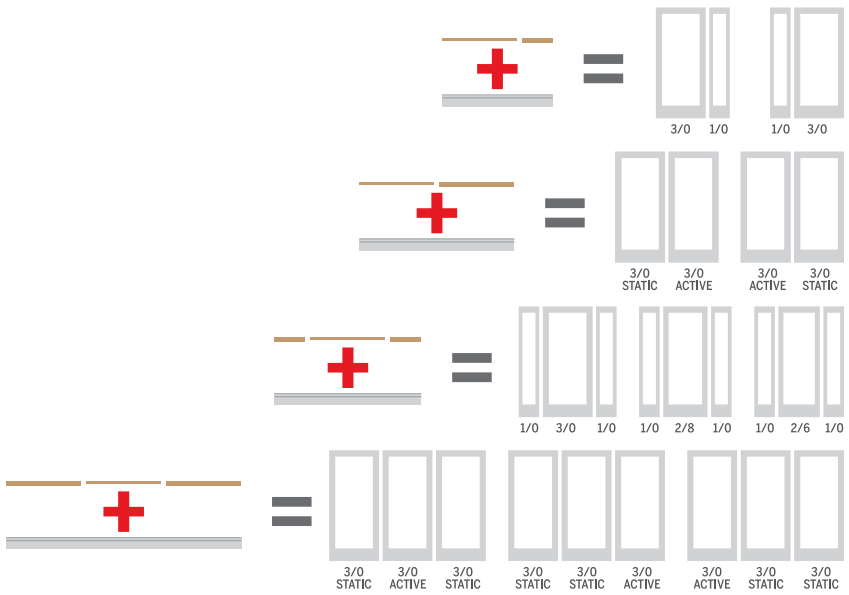 3/0 1/0 1/0 3/0
3/0 3/0 3/0 3/0
STATIC ACTIVE ACTIVE STATIC
1/0 3/0 1/0 1/0 2/8 1/0 1/0 2/6 1/0
3/0 3/0 3/0 3/0 3/0 3/0 3/0 3/0 3/0
STATIC ACTIVE STATIC STATIC STATIC ACTIVE ACTIVE STATIC STATIC